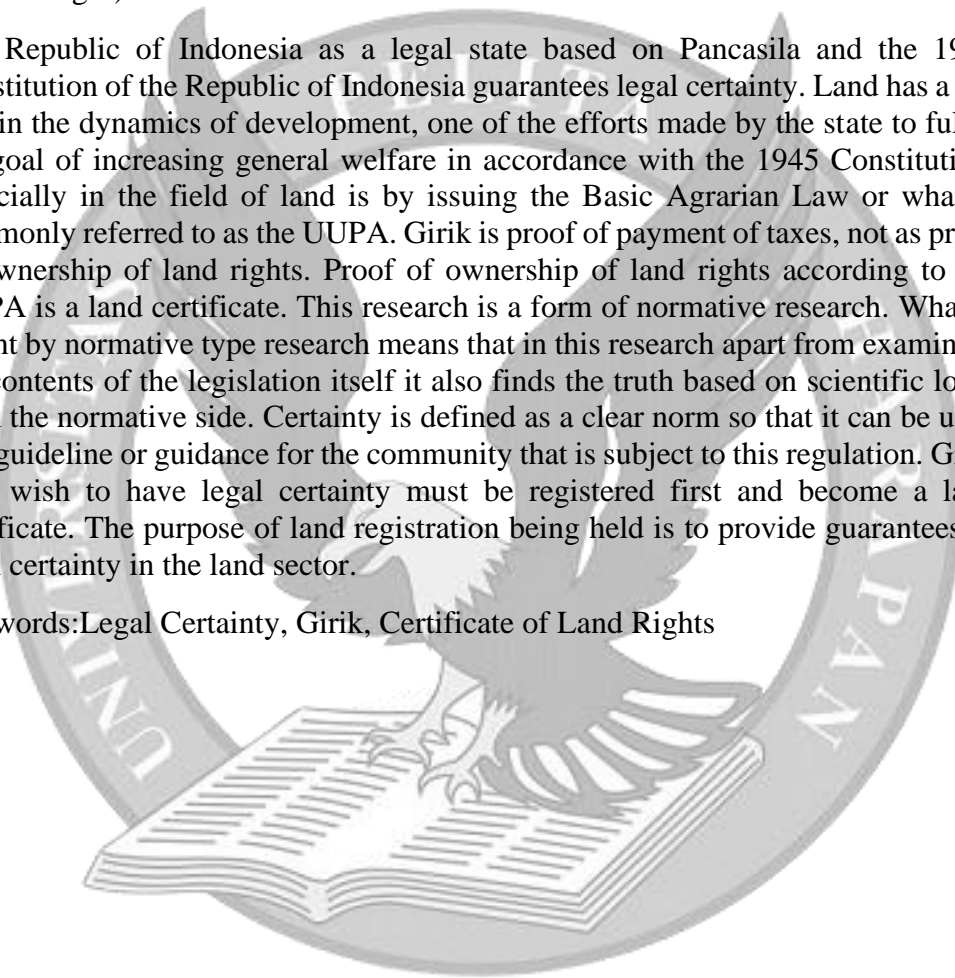 Republic of Indonesia as a legal state based on Pancasila and the 19
stitution of the Republic of Indonesia guarantees legal certainty. Land has a
in the dynamics of development, one of the efforts made by the state to ful
goal of increasing general welfare in accordance with the 1945 Constituti
cially in the field of land is by issuing the Basic Agrarian Law or wha
monly referred to as the UUPA. Girik is proof of payment of taxes, not as pr
wnership of land rights. Proof of ownership of land rights according to
PA is a land certificate. This research is a form of normative research. Wha
nt by normative type research means that in this research apart from examin
contents of the legislation itself it also finds the truth based on scientific lo
the normative side. Certainty is defined as a clear norm so that it can be u
guideline or guidance for the community that is subject to this regulation. G
wish to have legal certainty must be registered first and become a la
ificate. The purpose of land registration being held is to provide guarantees
certainty in the land sector.
words:Legal Certainty, Girik, Certificate of Land Rights
UNIVERSITAS PELITA HARAPAN